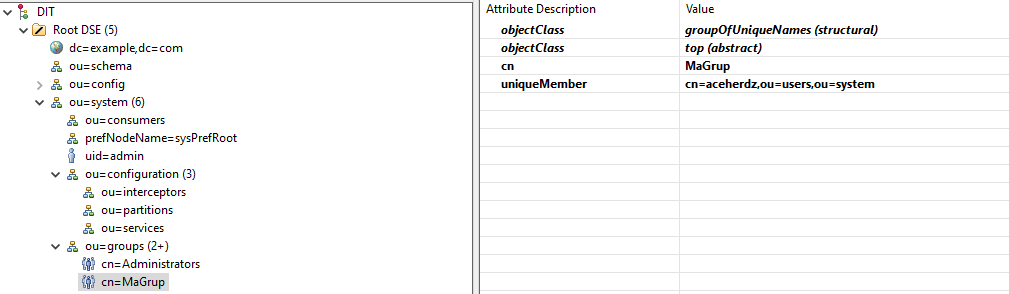 DIT
Root DSE (5)
dc=example,dc=com
ou=schema
ou=config
ou=system (6)
ou=consumers
prefNodeName=sysPrefRoot
uid=admin
ou=configuration (3)
ou=interceptors
ou=partitions
ou=services
ou=groups (2+)
cn=Administrators
cn=MaGrup
Attribute Description Value
objectClass groupOfUniqueNames (structural)
objectClass top (abstract)
cn MaGrup
uniqueMember cn=aceherdz,ou=users,ou=system